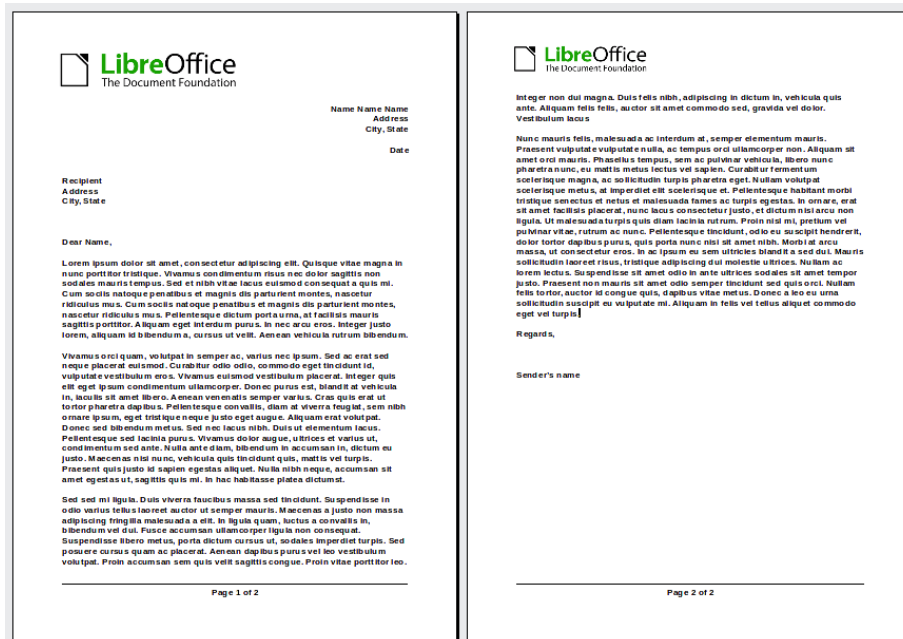 LibreOffice
The Document Foundation
Name Name Name
Address
City, State
Date
Recipient
Address
City, State
Dear Name,
Lorem ipsum dolor sit amet, consectetur adipiscing elit. Quisque vitae magna in
nunc porttitor tristique. Vivamus condimentum risus nec dolor sagittis non
sodales mauris tempus. Sed et nibh vitae lacus euismod consequat a quis mi.
Cum sociis natoque penatibus et magnis dis parturient montes, nascetur
ridiculus mus. Cum sociis natoque penatibus et magnis dis parturient montes,
nascetur ridiculus mus. Pellentesque dictum porta urna, at facilisis mauris
sagittis porttitor. Aliquam eget interdum purus. In nec arcu eros. Integer justo
lorem, aliquam id bibendum a, cursus ut velit. Aenean vehicula rutrum bibendum.
Vivamus orci quam, volutpat in semper ac, varius nec ipsum. Sed ac erat sed
neque placerat euismod. Curabitur odio odio, commodo eget tincidunt id,
vulputate vestibulum eros. Vivamus euismod vestibulum placerat. Integer quis
elit eget ipsum condimentum ullamcorper. Donec purus est, blandit at vehicula
in, iaculis sit amet libero. Aenean venenatis semper varius. Cras quis erat ut
tortor pharetra dapibus. Pellentesque convallis, diam at viverra feugiat, sem nibh
ornare ipsum, eget tristique neque justo eget augue. Aliquam erat volutpat.
Donec sed bibendum metus. Sed nec lacus nibh. Duis ut elementum lacus.
Pellentesque sed lacinia purus. Vivamus dolor augue, ultrices et varius ut,
condimentum sed ante. Nulla ante diam, bibendum in accumsan in, dictum eu
justo. Maecenas nisi nunc, vehicula quis tincidunt quis, mattis vel turpis.
Praesent quis justo id sapien egestas aliquet. Nulla nibh neque, accumsan sit
amet egestas ut, sagittis quis mi. In hac habitasse platea dictumst.
Sed sed mi ligula. Duis viverra faucibus massa sed tincidunt. Suspendisse in
odio varius tellus laoreet auctor ut semper mauris. Maecenas a justo non massa
adipiscing fringilla malesuada a elit. In ligula quam, luctus a convallis in,
bibendum vel dui. Fusce accumsan ullamcorper ligula non consequat.
Suspendisse libero metus, porta dictum cursus ut, sodales imperdiet turpis. Sed
posuere cursus quam ac placerat. Aenean dapibus purus vel leo vestibulum
volutpat. Proin accumsan sem quis velit sagittis congue. Proin vitae porttitor leo.
Page 1 of 2
LibreOffice
The Document Foundation
Integer non dui magna. Duis felis nibh, adipiscing in dictum in, vehicula quis
ante. Aliquam felis felis, auctor sit amet commodo sed, gravida vel dolor.
Vestibulum lacus
Nunc mauris felis, malesuada ac interdum at, semper elementum mauris.
Praesent vulputate vulputate nulla, ac tempus orci ullamcorper non. Aliquam sit
amet orci mauris. Phasellus tempus, sem ac pulvinar vehicula, libero nunc
pharetra nunc, eu mattis metus lectus vel sapien. Curabitur fermentum
scelerisque magna, ac sollicitudin turpis pharetra eget. Nullam volutpat
scelerisque metus, at imperdiet elit scelerisque et. Pellentesque habitant morbi
tristique senectus et netus et malesuada fames ac turpis egestas. In ornare, erat
sit amet facilisis placerat, nunc lacus consectetur justo, et dictum nisi arcu non
ligula. Ut malesuada turpis quis diam lacinia rutrum. Proin nisl mi, pretium vel
pulvinar vitae, rutrum ac nunc. Pellentesque tincidunt, odio eu suscipit hendrerit,
dolor tortor dapibus purus, quis porta nunc nisi sit amet nibh. Morbi at arcu
massa, ut consectetur eros. In ac ipsum eu sem ultricies blandit a sed dui. Mauris
sollicitudin laoreet risus, tristique adipiscing dui molestie ultrices. Nullam ac
lorem lectus. Suspendisse sit amet odio in ante ultrices sodales sit amet tempor
justo. Praesent non mauris sit amet odio semper tincidunt sed quis orci. Nullam
felis tortor, auctor id congue quis, dapibus vitae metus. Donec a leo eu urna
sollicitudin suscipit eu vulputate mi. Aliquam in felis vel tellus aliquet commodo
eget vel turpis
Regards,
Sender's name
Page 2 of 2